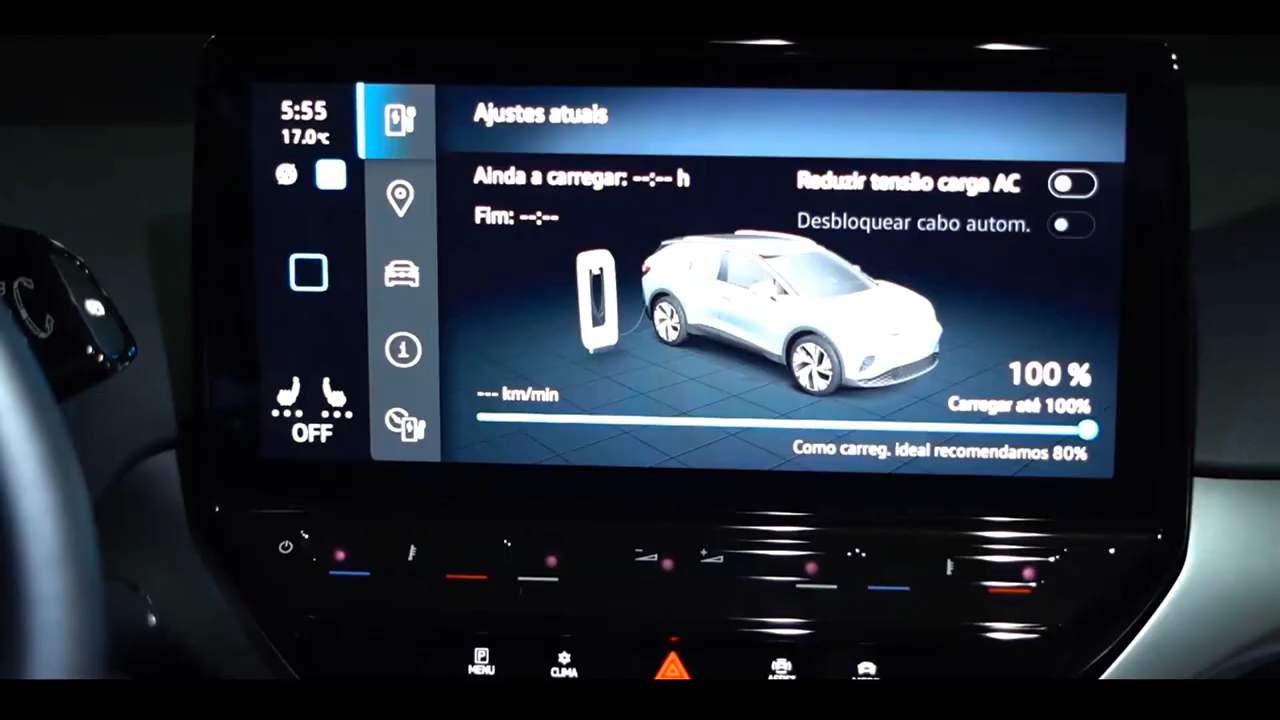 5:55
17.0°C
Ajustes atuais
Ainda a carregar: --:-- h
Reduzir tensão carga AC
Fim: --:--
Desbloquear cabo autom.
100 %
--- km/min
Carregar até 100%
Como carreg. ideal recomendamos 80%
OFF
P
MENU
CLIMA